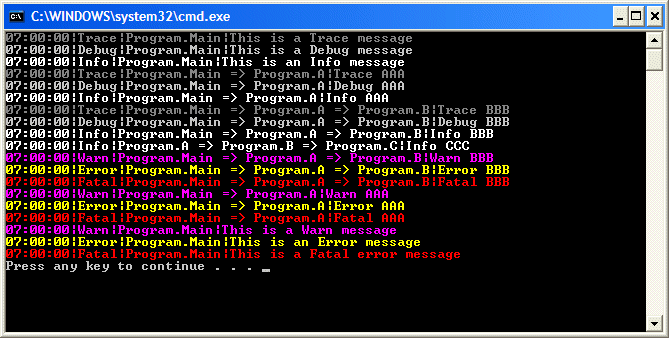 C:\WINDOWS\system32\cmd.exe
07:00:00|Trace|Program.Main|This is a Trace message
07:00:00|Debug|Program.Main|This is a Debug message
07:00:00|Info|Program.Main|This is an Info message
07:00:00|Trace|Program.Main => Program.A|Trace AAA
07:00:00|Debug|Program.Main => Program.A|Debug AAA
07:00:00|Info|Program.Main => Program.A|Info AAA
07:00:00|Trace|Program.Main => Program.A => Program.B|Trace BBB
07:00:00|Debug|Program.Main => Program.A => Program.B|Debug BBB
07:00:00|Info|Program.Main => Program.A => Program.B|Info BBB
07:00:00|Info|Program.A => Program.B => Program.C|Info CCC
07:00:00|Warn|Program.Main => Program.A => Program.B|Warn BBB
07:00:00|Error|Program.Main => Program.A => Program.B|Error BBB
07:00:00|Fatal|Program.Main => Program.A => Program.B|Fatal BBB
07:00:00|Warn|Program.Main => Program.A|Warn AAA
07:00:00|Error|Program.Main => Program.A|Error AAA
07:00:00|Fatal|Program.Main => Program.A|Fatal AAA
07:00:00|Warn|Program.Main|This is a Warn message
07:00:00|Error|Program.Main|This is an Error message
07:00:00|Fatal|Program.Main|This is a Fatal error message
Press any key to continue . . . _